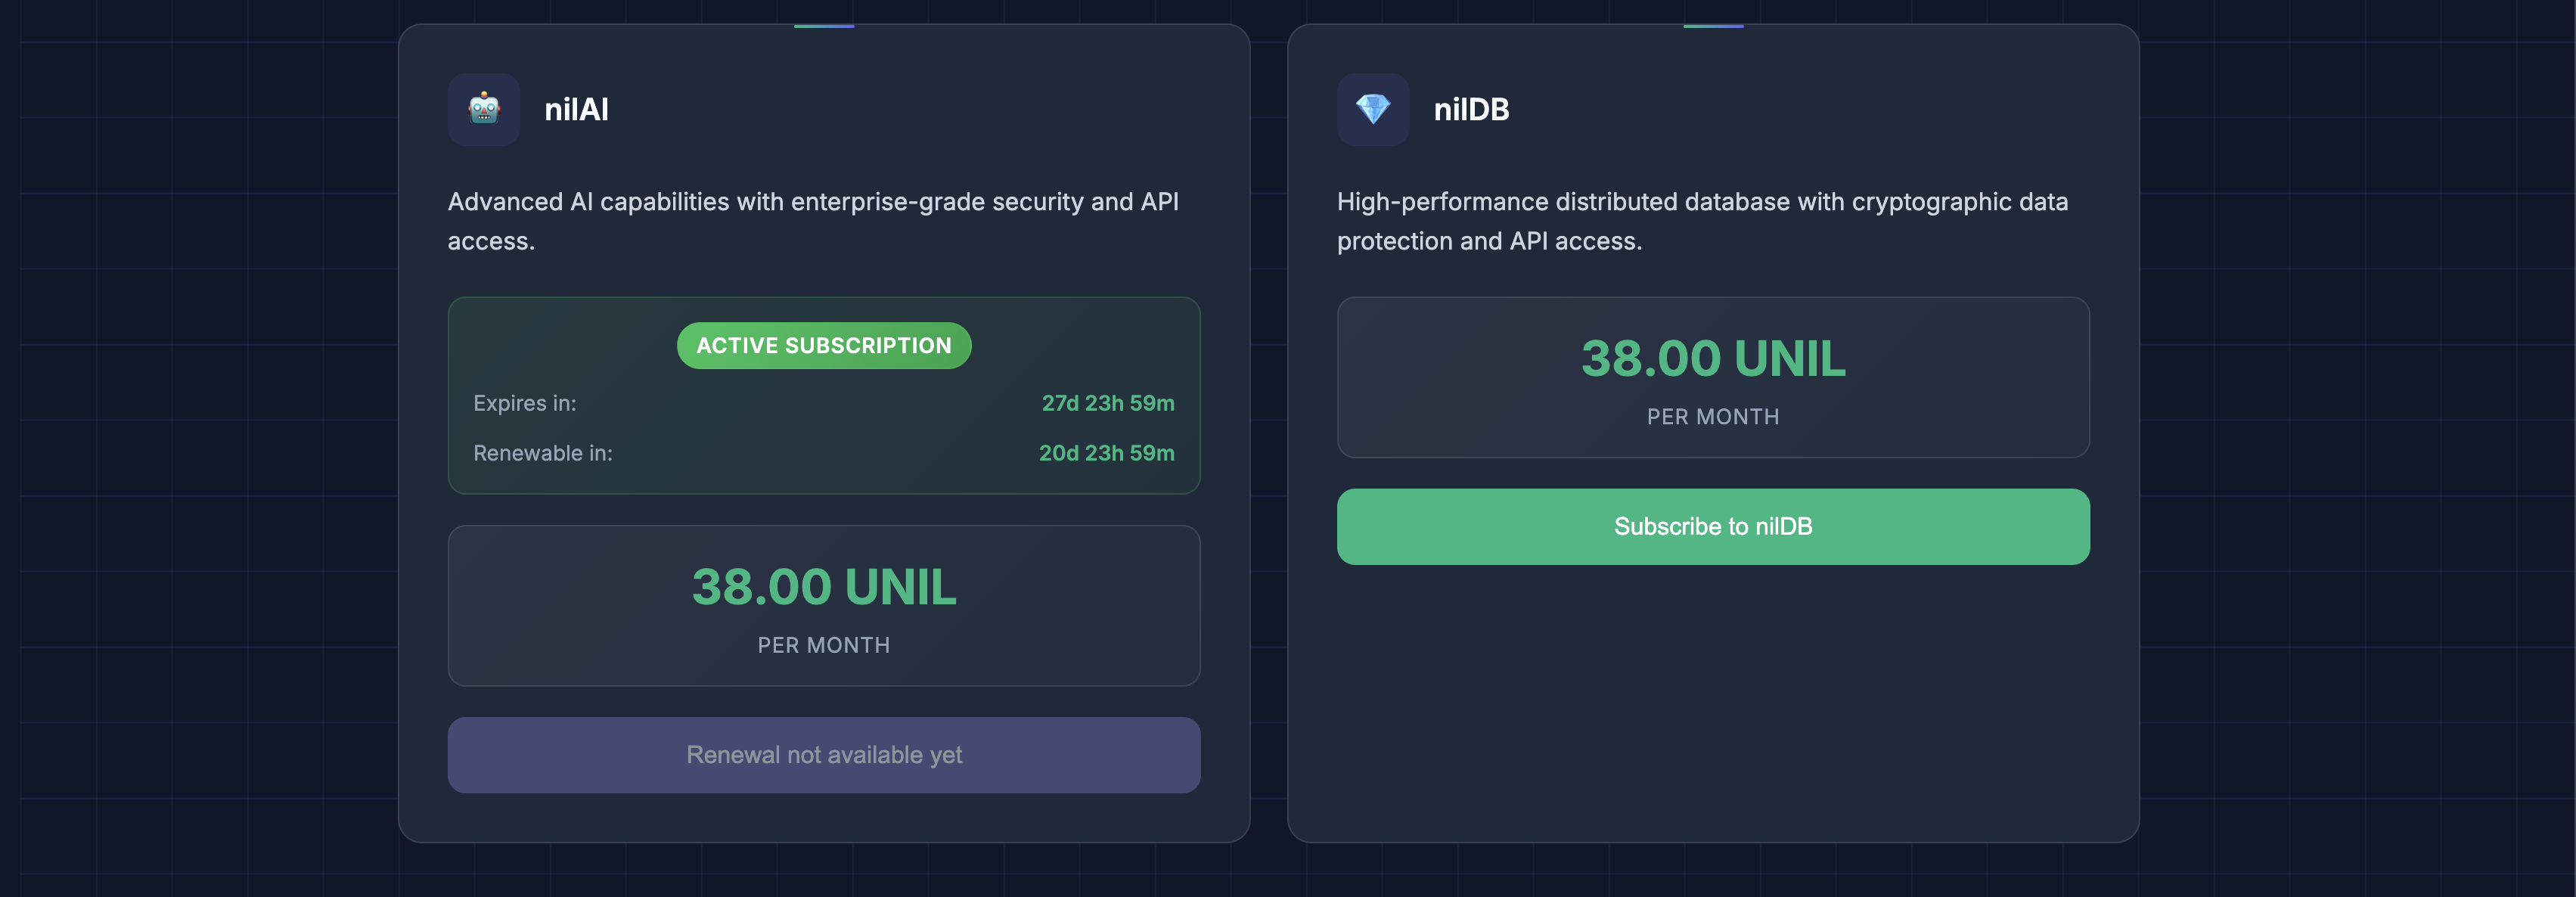 nilAI
Advanced AI capabilities with enterprise-grade security and API
access.
ACTIVE SUBSCRIPTION
Expires in: 27d 23h 59m
Renewable in: 20d 23h 59m
38.00 UNIL
PER MONTH
Renewal not available yet
nilDB
High-performance distributed database with cryptographic data
protection and API access.
38.00 UNIL
PER MONTH
Subscribe to nilDB